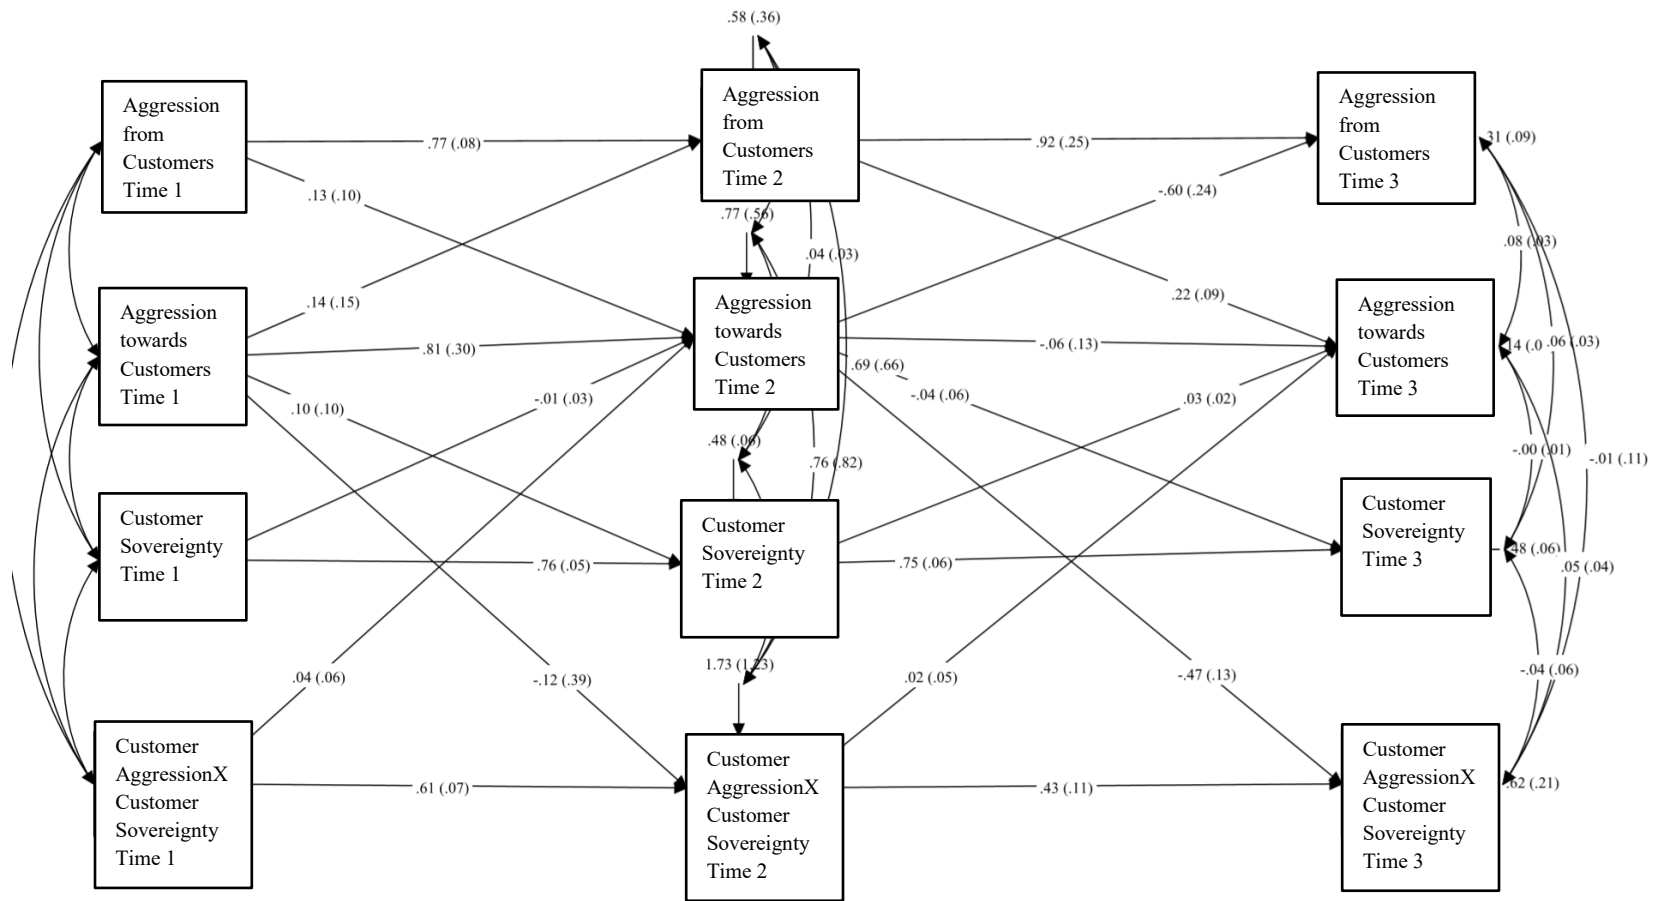 .58 (.36)
Aggression
from
Customers
Time 1
Aggression
from
Customers
Time 2
Aggression
from
Customers
Time 3
.77 (.08)
.92 (.25)
.31 (.09)
.13 (.10)
-.60 (.24)
.77 (.56)
.04 (.03)
.08 (.03)
.14 (.15)
.22 (.09)
Aggression
towards
Customers
Time 1
Aggression
towards
Customers
Time 2
Aggression
towards
Customers
Time 3
.81 (.30)
-.06 (.13)
.06 (.03)
.69 (.66)
-.01 (.03)
-.04 (.06)
.03 (.02)
.10 (.10)
.48 (.06)
.76 (.82)
-.00 (.01)
-.01 (.11)
Customer
Sovereignty
Time 1
Customer
Sovereignty
Time 2
Customer
Sovereignty
Time 3
.76 (.05)
.75 (.06)
.48 (.06)
.05 (.04)
1.73 (1.23)
.04 (.06)
-.12 (.39)
.02 (.05)
-.47 (.13)
-.04 (.06)
Customer
AggressionX
Customer
Sovereignty
Time 1
Customer
AggressionX
Customer
Sovereignty
Time 2
Customer
AggressionX
Customer
Sovereignty
Time 3
.61 (.07)
.43 (.11)
.62 (.21)